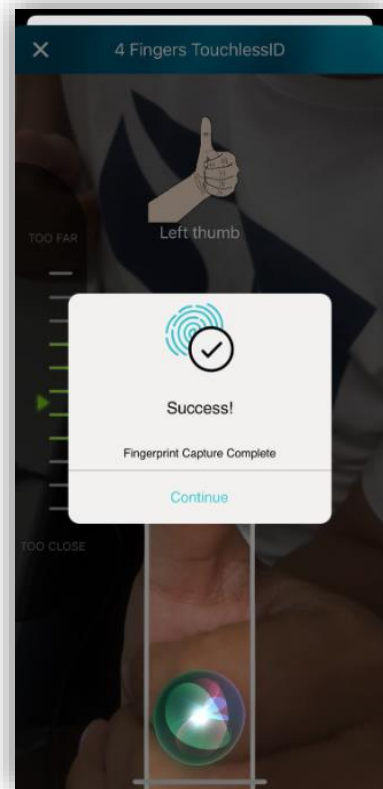 4 Fingers TouchlessID
Left thumb
TOO FAR
Success!
Fingerprint Capture Complete
Continue
TOO CLOSE